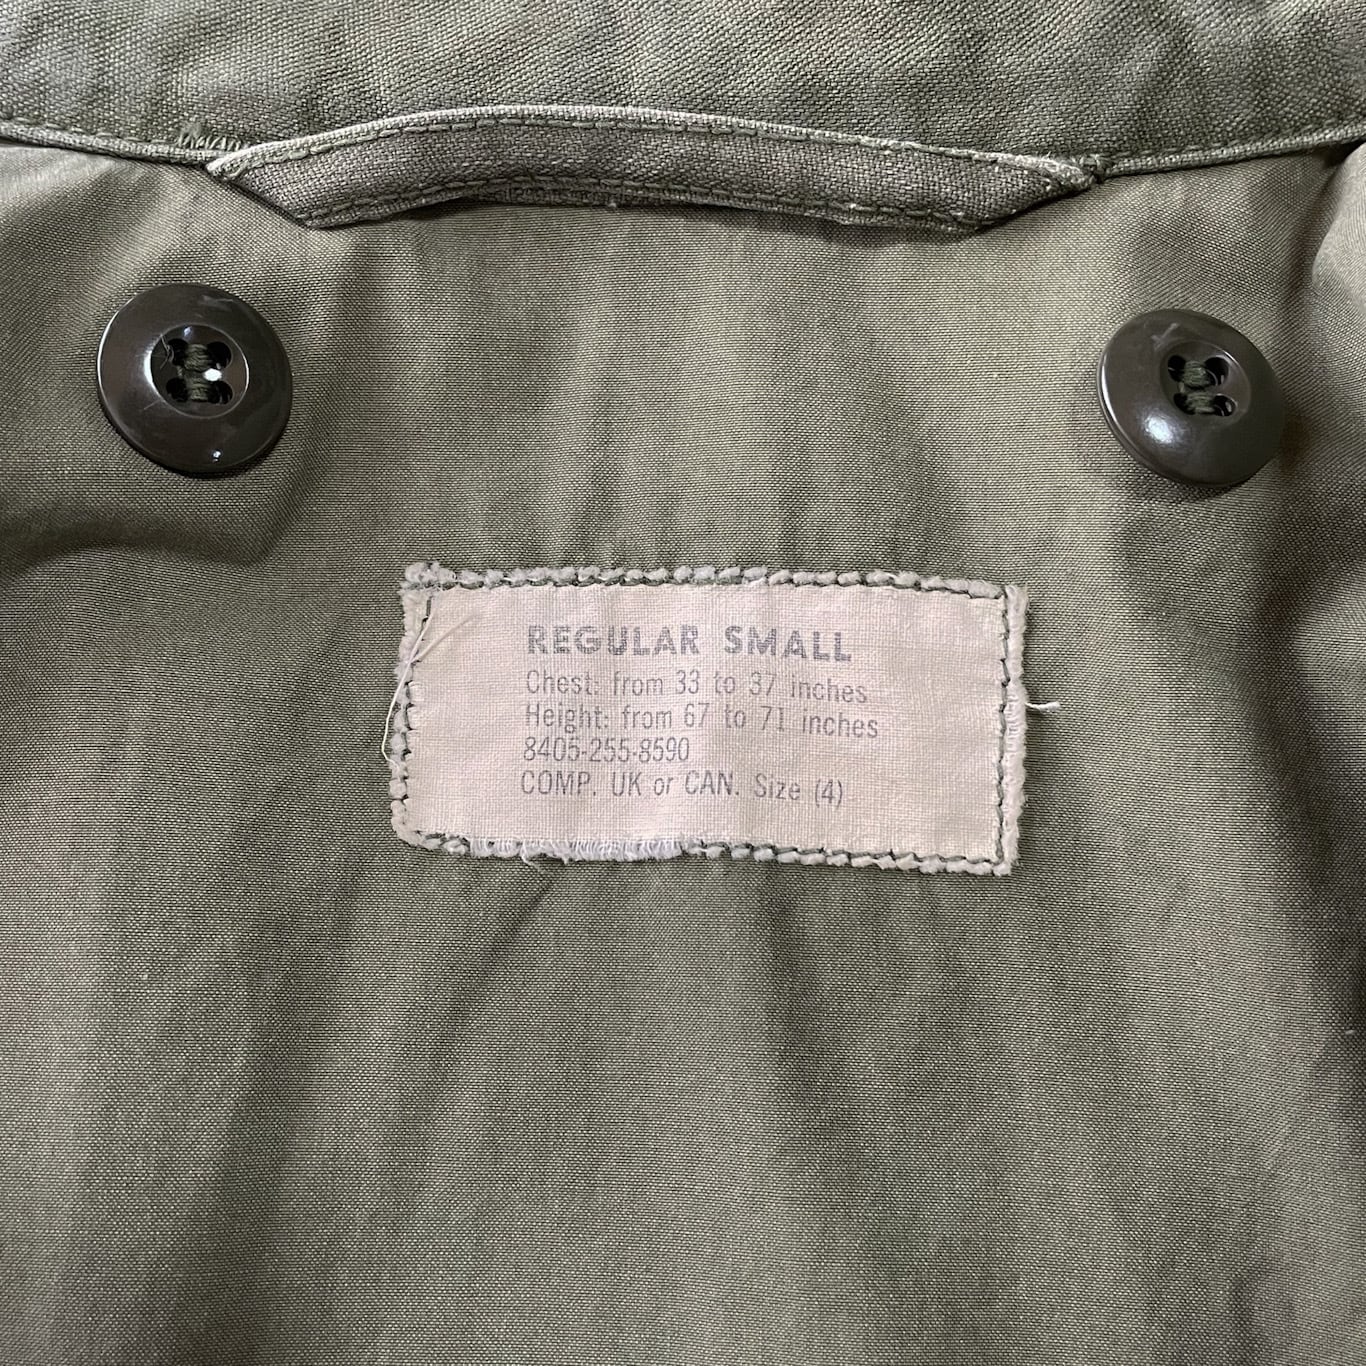 REGULAR SMALL
Chest: from 33 to 37 inches
Height: from 67 to 71 inches
8405-255-8590
COMP. UK or CAN. Size (4)